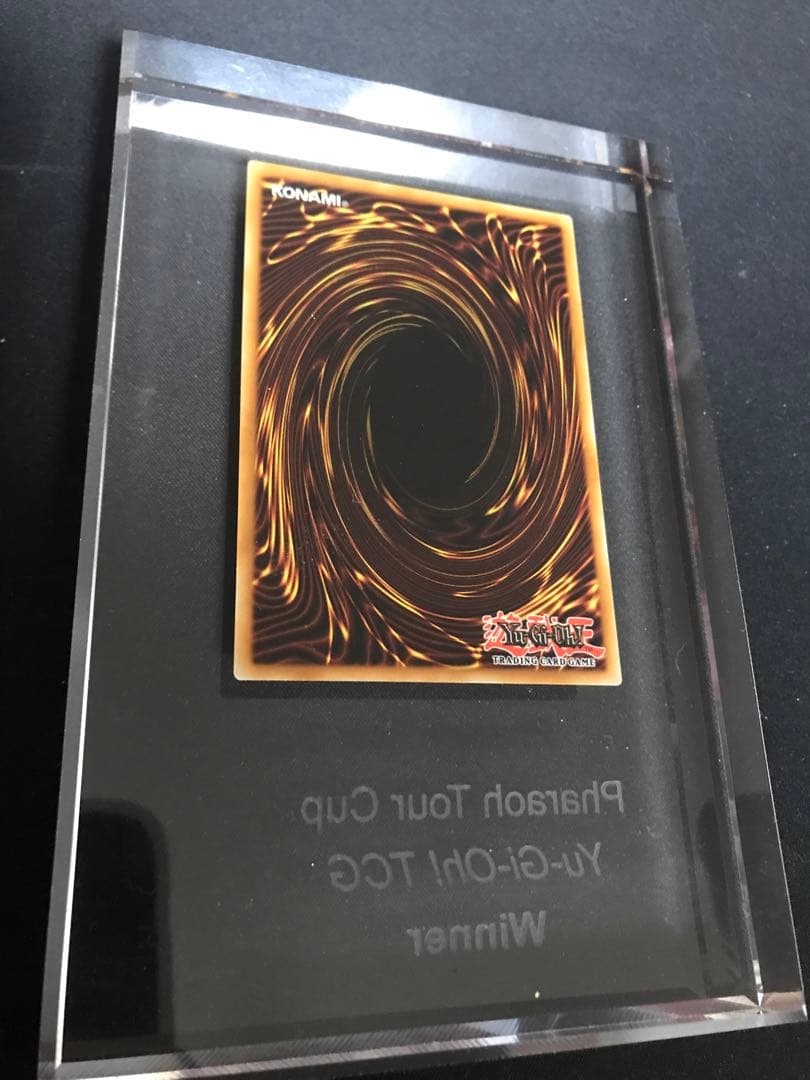 KONAMI®
Yu-Gi-Oh!
TRADING CARD GAME
Pharaoh Tour Cup
Yu-Gi-Oh! TCG
Winner